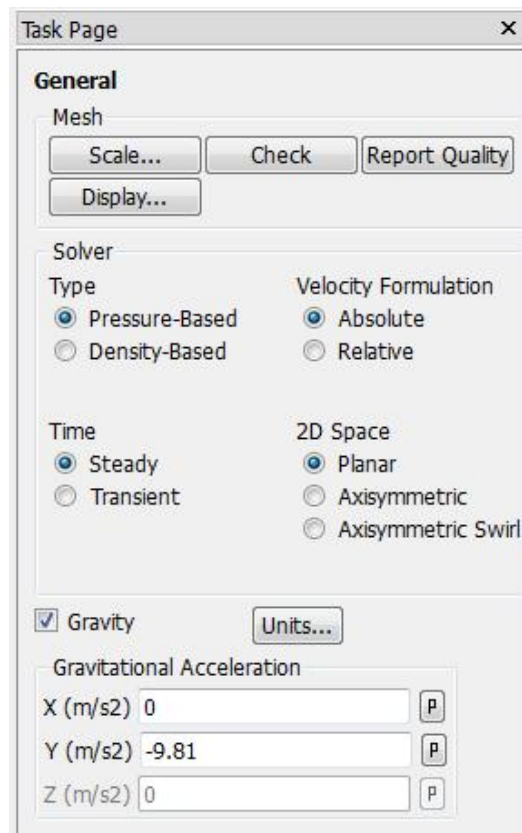 Task Page
General
Mesh
Scale... Check Report Quality
Display...
Solver
Type Velocity Formulation
Pressure-Based Absolute
Density-Based Relative
Time 2D Space
Steady Planar
Transient Axisymmetric
Axisymmetric Swirl
Gravity Units...
Gravitational Acceleration
X (m/s2) 0 P
Y (m/s2) -9.81 P
Z (m/s2) 0 P